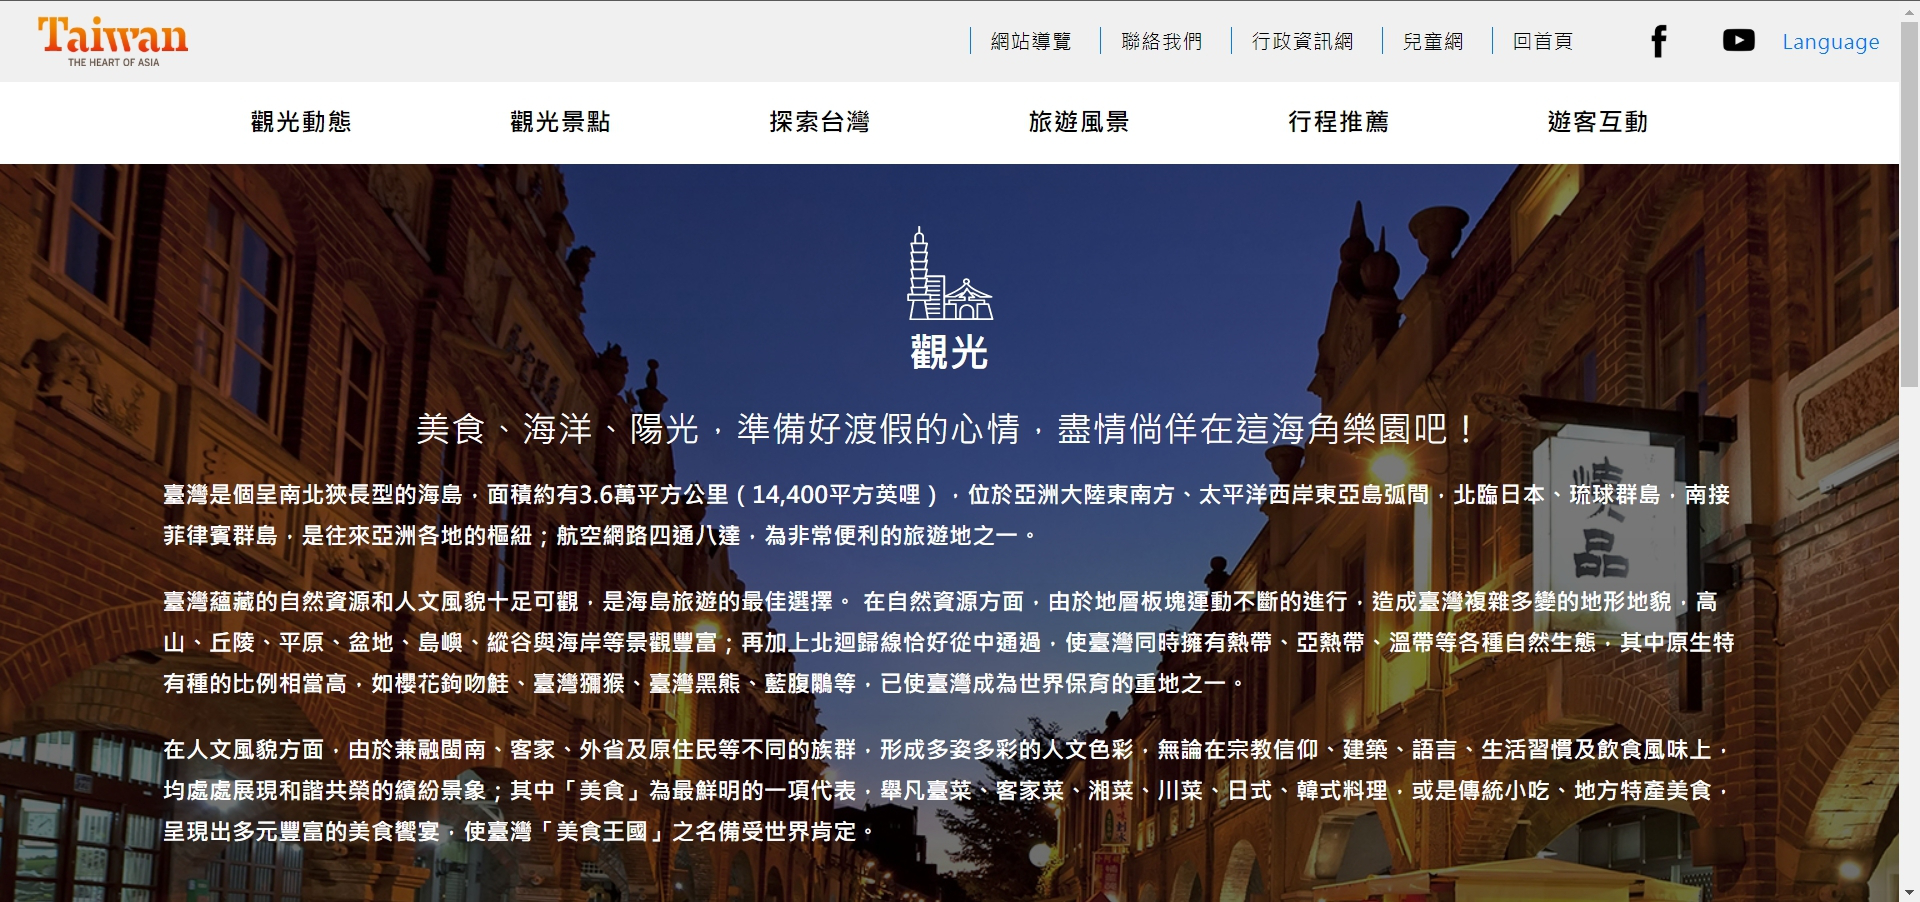 Taiwan
THE HEART OF ASIA
網站導覽
聯絡我們
行政資訊網
兒童網
回首頁
Language
觀光動態
觀光景點
探索台灣
旅遊風景
行程推薦
遊客互動
觀光
美食、海洋、陽光，準備好渡假的心情，盡情倘佯在這海角樂園吧！
臺灣是個呈南北狹長型的海島，面積約有3.6萬平方公里（14,400平方英哩），位於亞洲大陸東南方、太平洋西岸東亞島弧間，北臨日本、琉球群島，南接
菲律賓群島，是往來亞洲各地的樞紐；航空網路四通八達，為非常便利的旅遊地之一。
臺灣蘊藏的自然資源和人文風貌十足可觀，是海島旅遊的最佳選擇。 在自然資源方面，由於地層板塊運動不斷的進行，造成臺灣複雜多變的地形地貌，高
山、丘陵、平原、盆地、島嶼、縱谷與海岸等景觀豐富；再加上北迴歸線恰好從中通過，使臺灣同時擁有熱帶、亞熱帶、溫帶等各種自然生態，其中原生特
有種的比例相當高，如櫻花鉤吻鮭、臺灣獼猴、臺灣黑熊、藍腹鷴等，已使臺灣成為世界保育的重地之一。
在人文風貌方面，由於兼融閩南、客家、外省及原住民等不同的族群，形成多姿多彩的人文色彩，無論在宗教信仰、建築、語言、生活習慣及飲食風味上，
均處處展現和諧共榮的繽紛景象；其中「美食」為最鮮明的一項代表，舉凡臺菜、客家菜、湘菜、川菜、日式、韓式料理，或是傳統小吃、地方特產美食，
呈現出多元豐富的美食饗宴，使臺灣「美食王國」之名備受世界肯定。